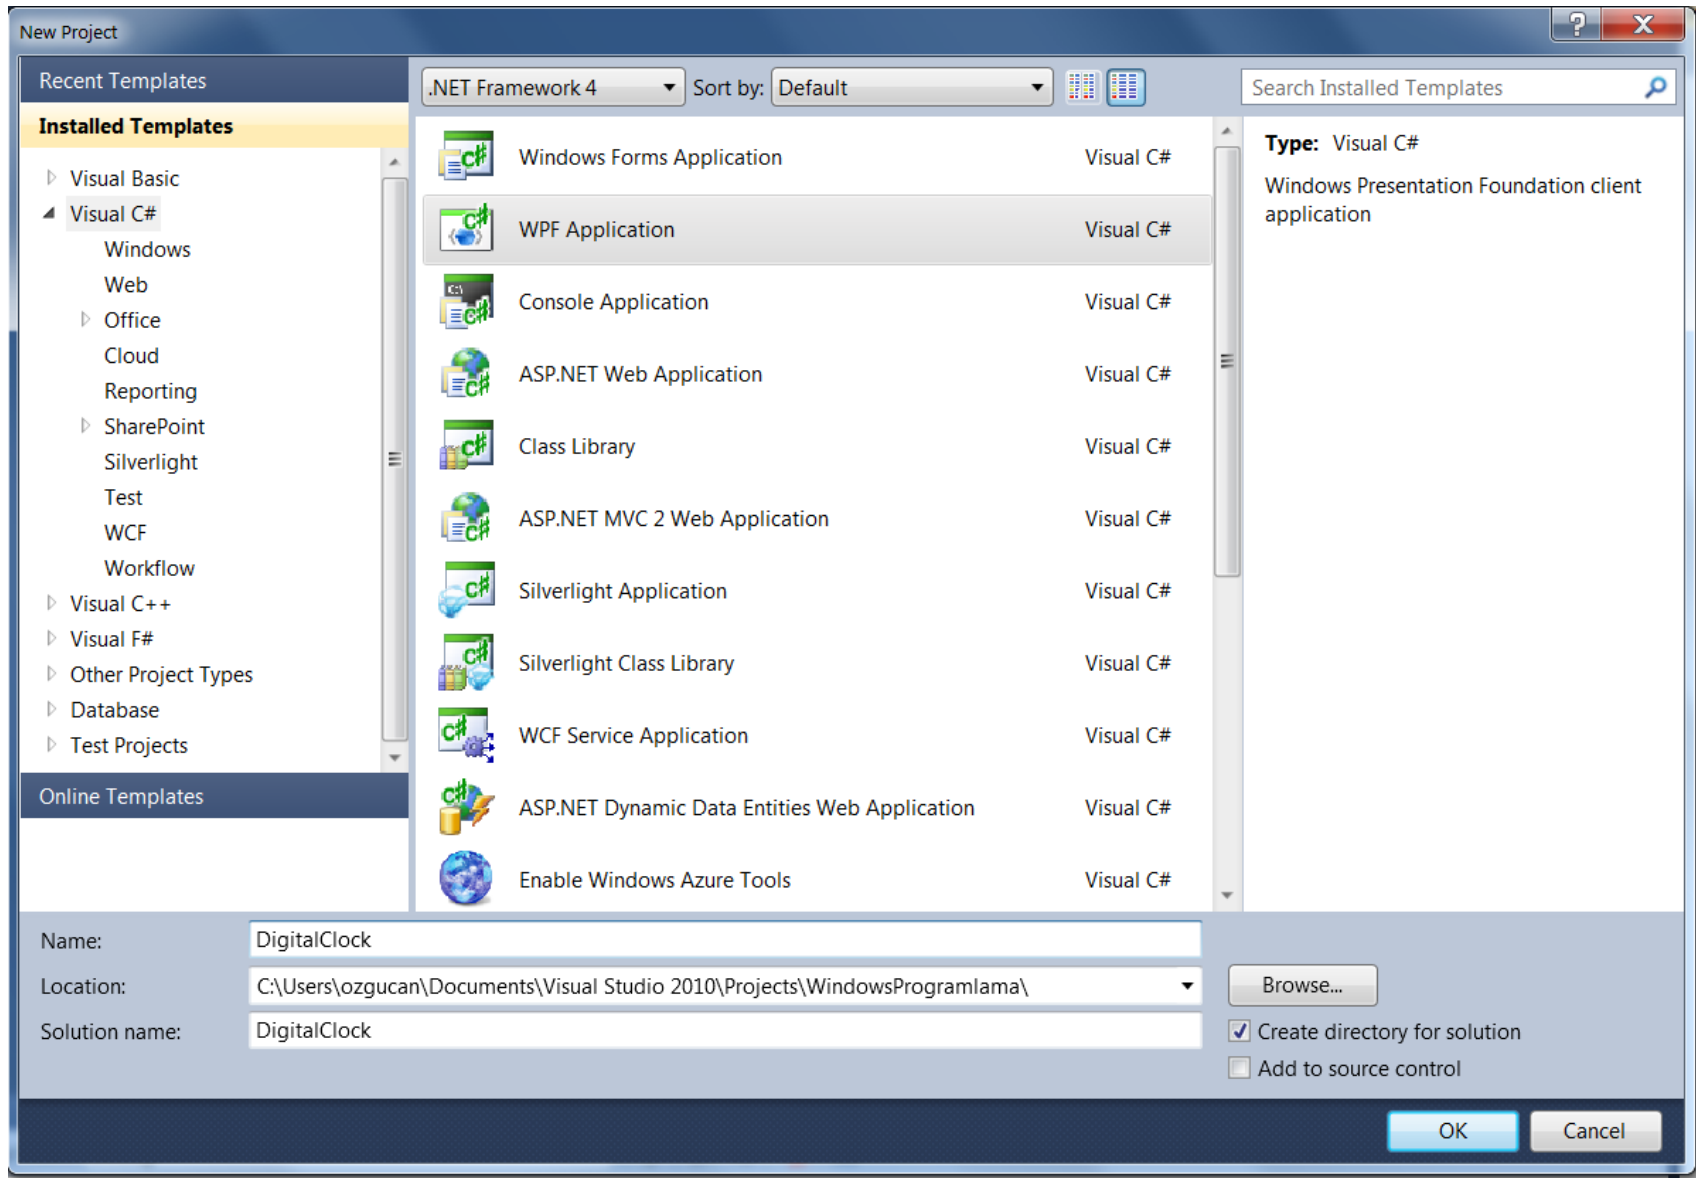 New Project
Recent Templates
Installed Templates
Visual Basic
Visual C#
Windows
Web
Office
Cloud
Reporting
SharePoint
Silverlight
Test
WCF
Workflow
Visual C++
Visual F#
Other Project Types
Database
Test Projects
Online Templates
.NET Framework 4
Sort by: Default
Search Installed Templates
Windows Forms Application Visual C#
WPF Application Visual C#
Console Application Visual C#
ASP.NET Web Application Visual C#
Class Library Visual C#
ASP.NET MVC 2 Web Application Visual C#
Silverlight Application Visual C#
Silverlight Class Library Visual C#
WCF Service Application Visual C#
ASP.NET Dynamic Data Entities Web Application Visual C#
Enable Windows Azure Tools Visual C#
Type: Visual C#
Windows Presentation Foundation client
application
Name: DigitalClock
Location: C:\Users\ozgucan\Documents\Visual Studio 2010\Projects\WindowsProgramlama\
Browse...
Solution name: DigitalClock
Create directory for solution
Add to source control
OK Cancel